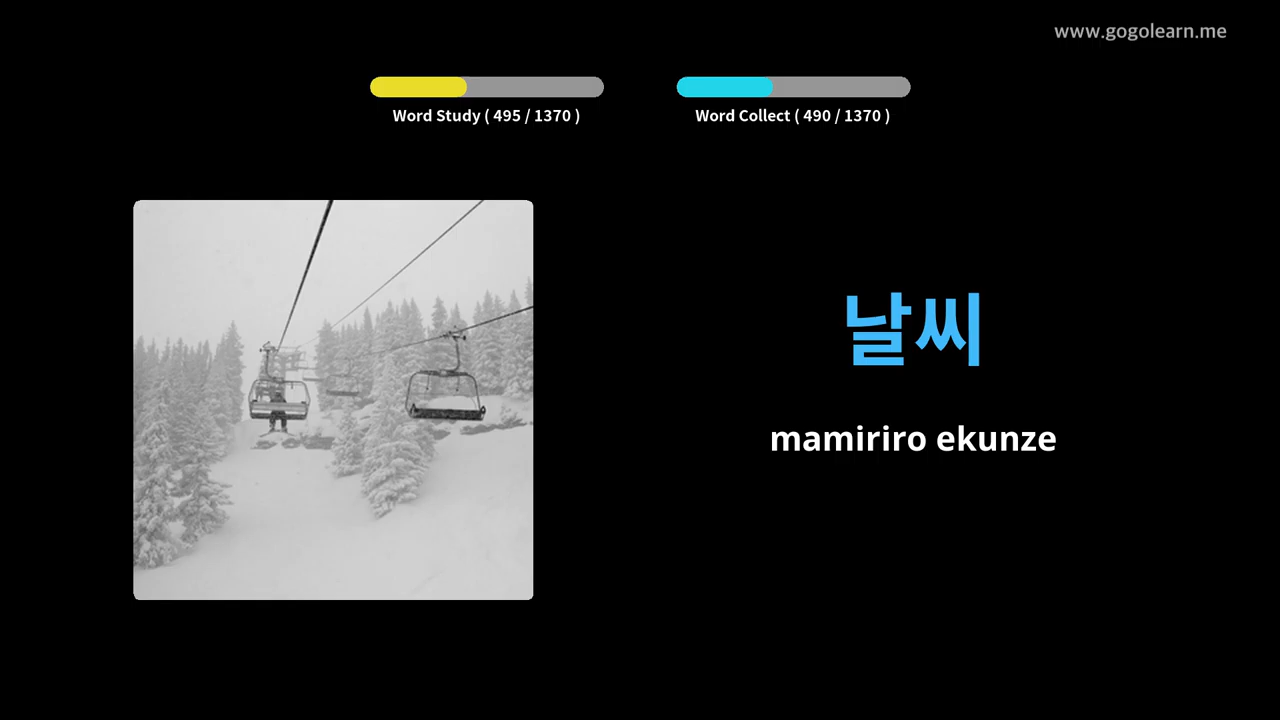 www.gogolearn.me
Word Study ( 495 / 1370 )
Word Collect ( 490 / 1370 )
날씨
mamiriro ekunze